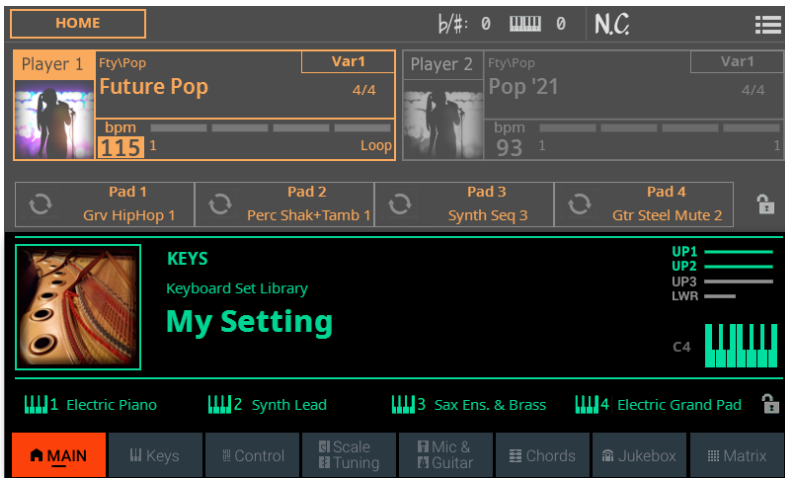 HOME
♭/#: 0 0 N.C.
Player 1 Fty\Pop Var1
Future Pop 4/4
bpm
115 1 Loop
Player 2 Fty\Pop Var1
Pop '21 4/4
bpm
93 1 1
Pad 1
Grv HipHop 1
Pad 2
Perc Shak+Tamb 1
Pad 3
Synth Seq 3
Pad 4
Gtr Steel Mute 2
KEYS
Keyboard Set Library
My Setting
UP1
UP2
UP3
LWR
C4
1 Electric Piano
2 Synth Lead
3 Sax Ens. & Brass
4 Electric Grand Pad
MAIN
Keys
Control
Scale
Tuning
Mic &
Guitar
Chords
Jukebox
Matrix